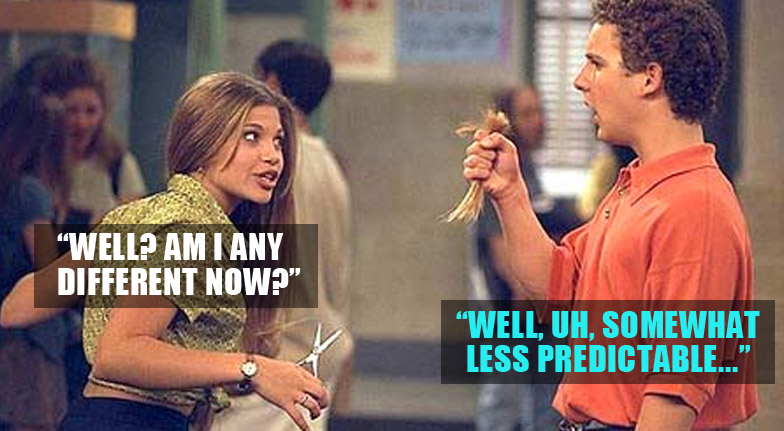 “WELL? AM I ANY
DIFFERENT NOW?”
“WELL, UH, SOMEWHAT
LESS PREDICTABLE...”